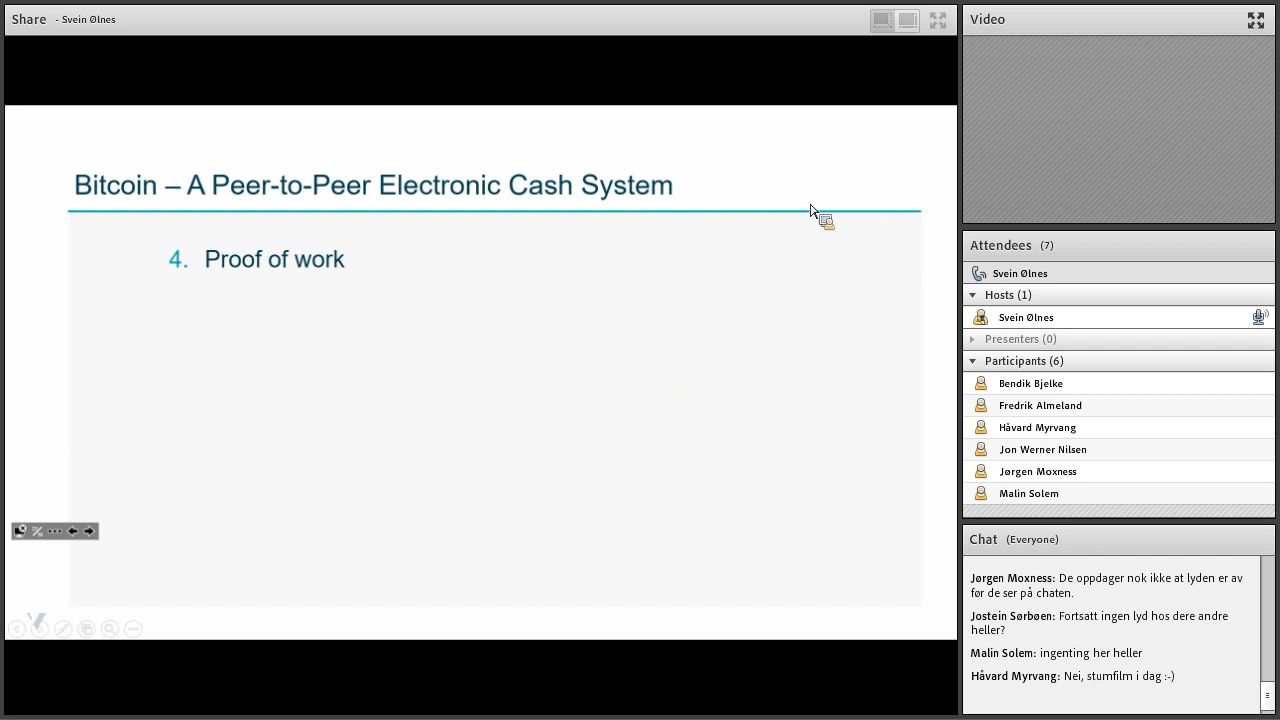 Share - Svein Ølnes
Bitcoin – A Peer-to-Peer Electronic Cash System
4. Proof of work
Video
Attendees (7)
Svein Ølnes
Hosts (1)
Svein Ølnes
Presenters (0)
Participants (6)
Bendik Bjelke
Fredrik Almeland
Håvard Myrvang
Jon Werner Nilsen
Jørgen Moxness
Malin Solem
Chat (Everyone)
Jørgen Moxness: De oppdager nok ikke at lyden er av
før de ser på chaten.
Jostein Sørbøen: Fortsatt ingen lyd hos dere andre
heller?
Malin Solem: ingenting her heller
Håvard Myrvang: Nei, stumfilm i dag :-)